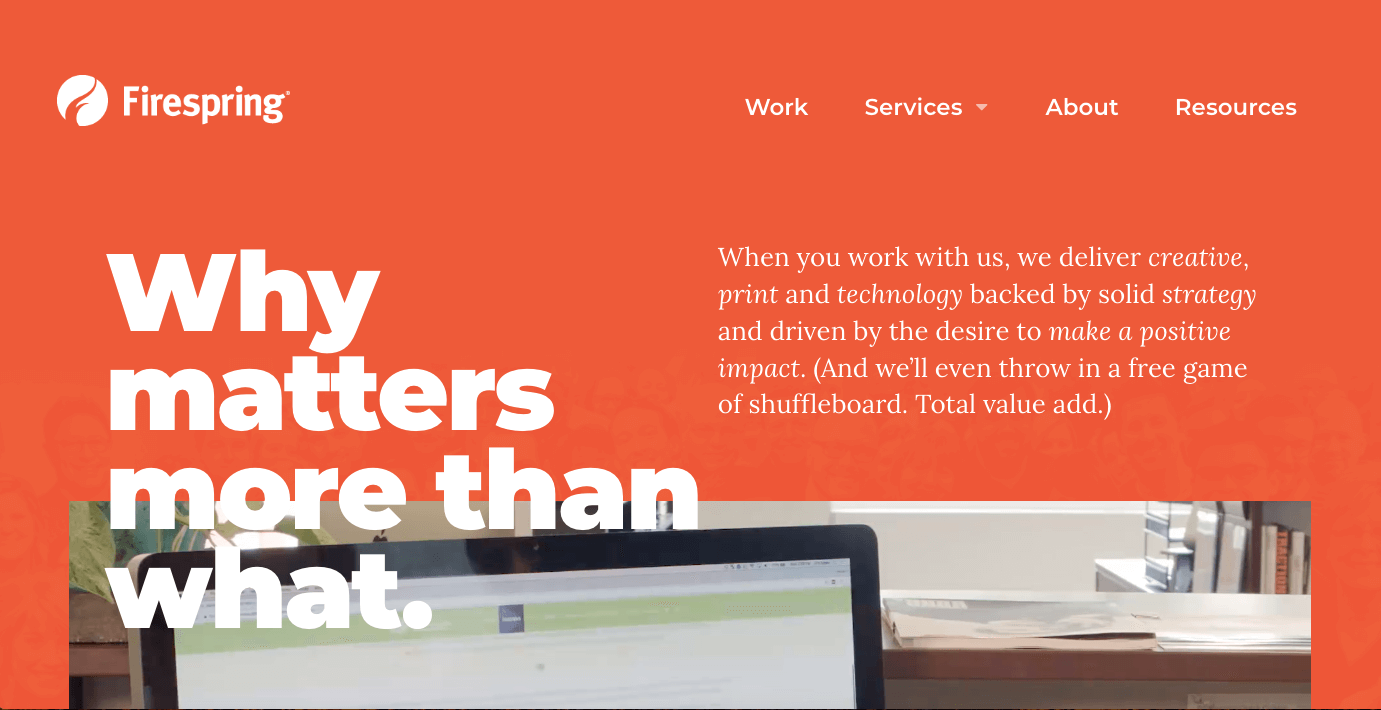 Firespring®
Work
Services
About
Resources
Why
matters
more than
what.
When you work with us, we deliver creative,
print and technology backed by solid strategy
and driven by the desire to make a positive
impact. (And we’ll even throw in a free game
of shuffleboard. Total value add.)